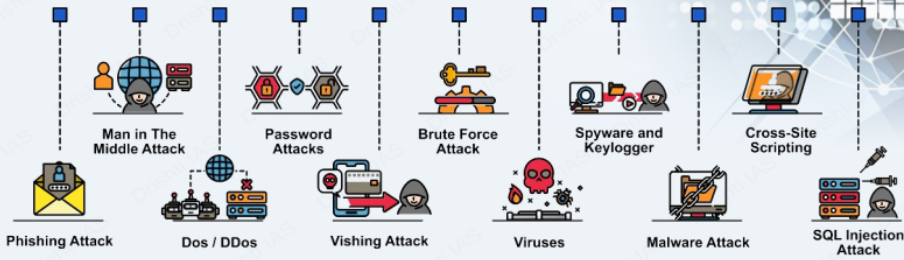 Man in The
Middle Attack
Password
Attacks
Brute Force
Attack
Spyware and
Keylogger
Cross-Site
Scripting
Phishing Attack
Dos / DDos
Vishing Attack
Viruses
Malware Attack
SQL Injection
Attack